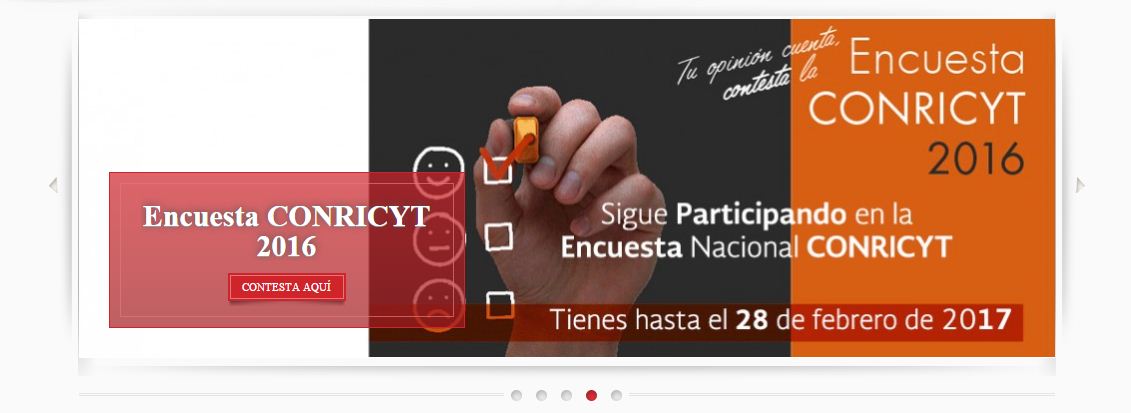 Tu opinión cuenta,
contesta la
Encuesta
CONRICYT
2016
Encuesta CONRICYT
2016
CONTESTA AQUÍ
Sigue Participando en la
Encuesta Nacional CONRICYT
Tienes hasta el 28 de febrero de 2017